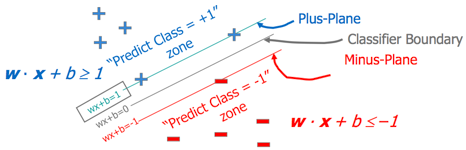 Plus-Plane
"Predict Class = +1"
zone
Classifier Boundary
Minus-Plane
w · x + b ≥ 1
wx+b=1
wx+b=0
wx+b=-1
"Predict Class = -1"
zone
w · x + b ≤ -1